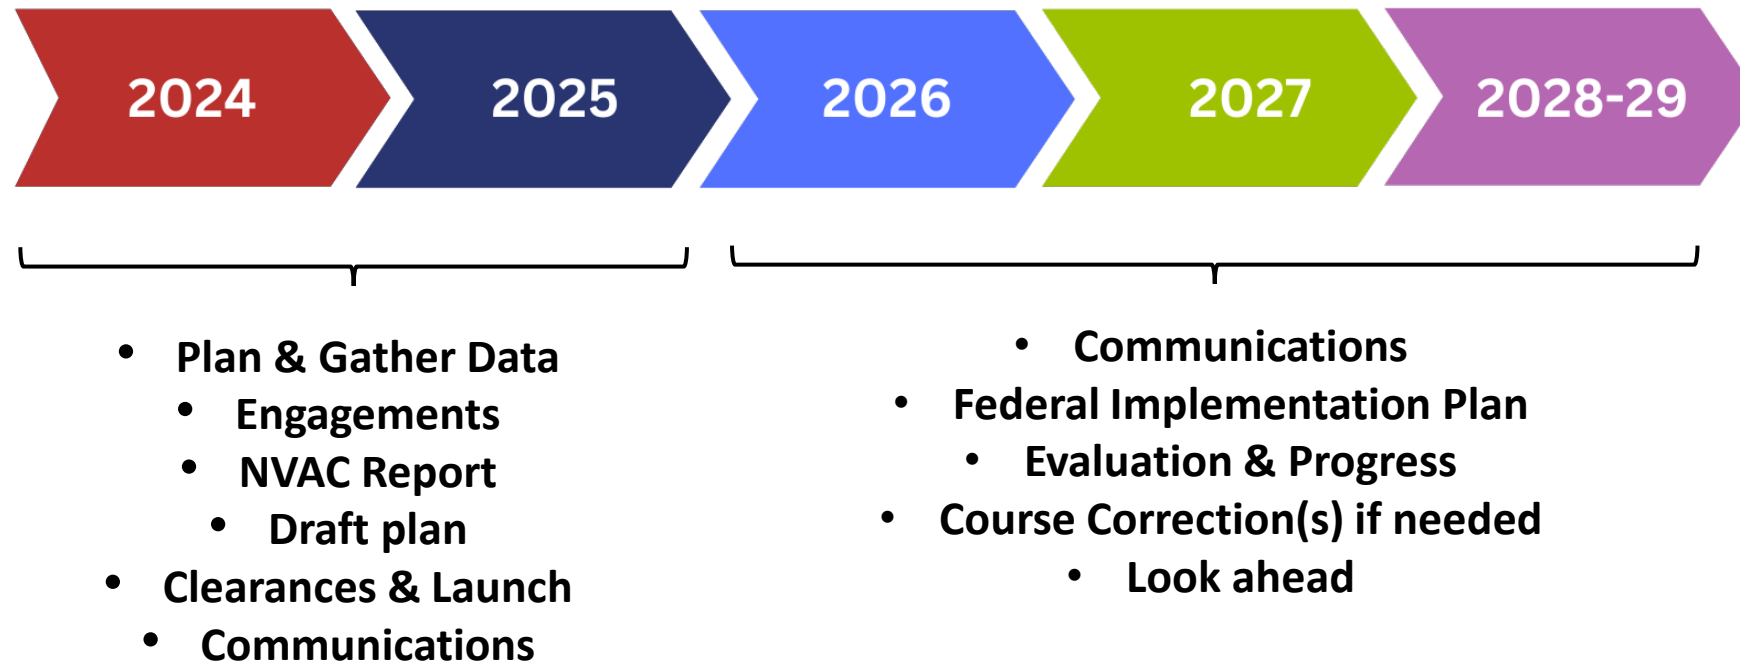 2024
2025
2026
2027
2028-29
• Plan & Gather Data
• Engagements
• NVAC Report
• Draft plan
• Clearances & Launch
• Communications
• Communications
• Federal Implementation Plan
• Evaluation & Progress
• Course Correction(s) if needed
• Look ahead